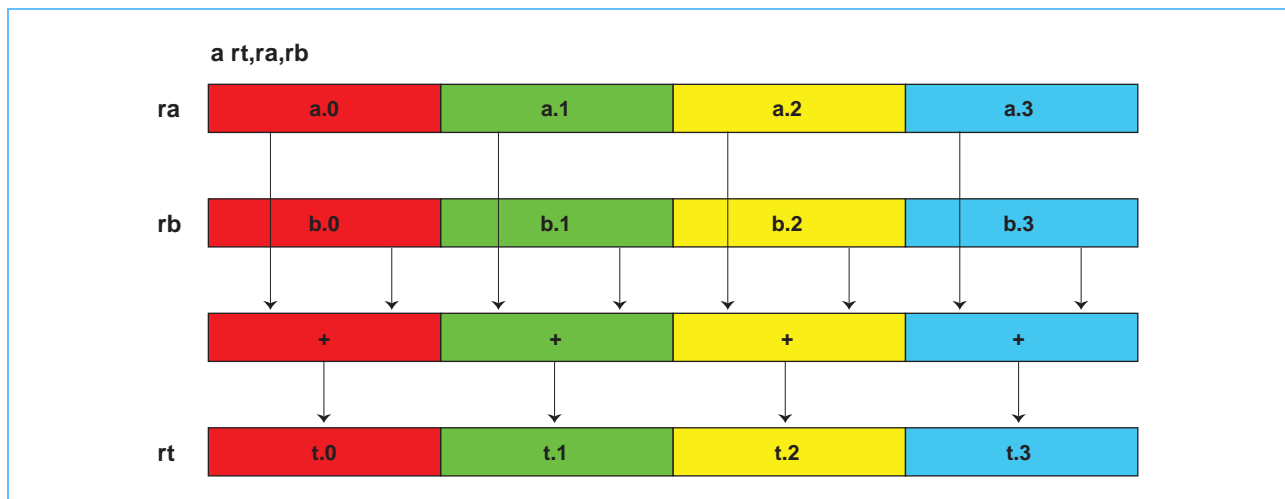 a rt,ra,rb
ra a.0 a.1 a.2 a.3
rb b.0 b.1 b.2 b.3
+ + + +
rt t.0 t.1 t.2 t.3